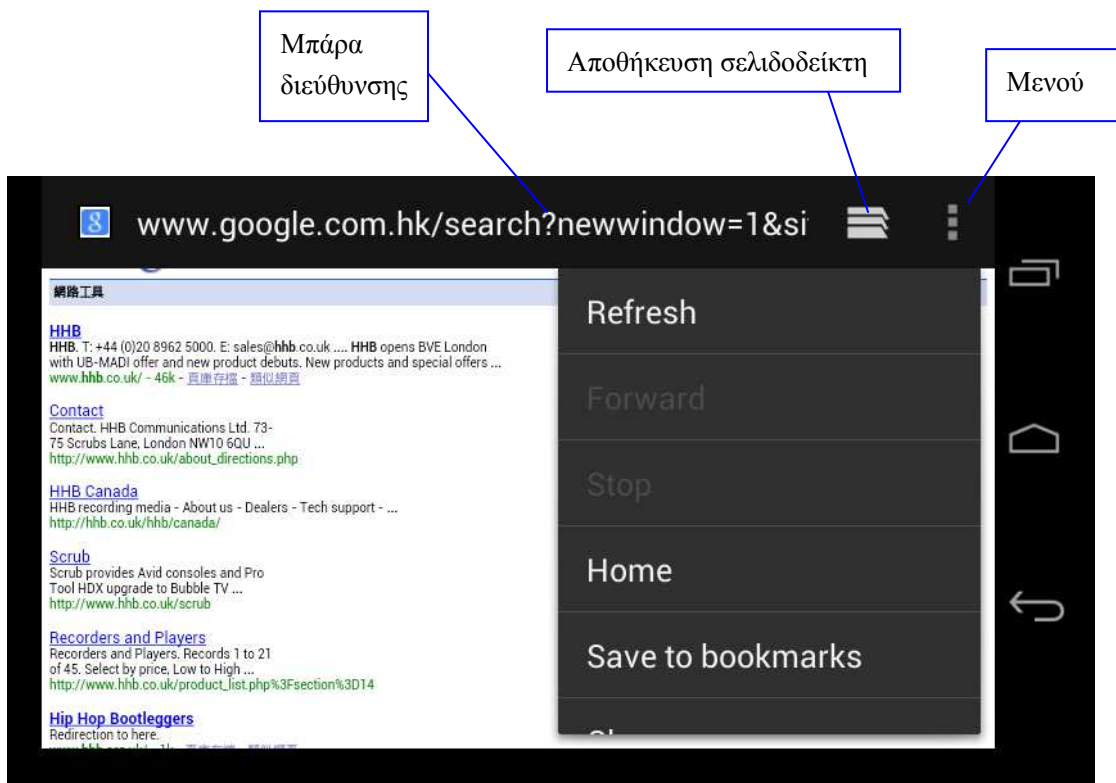 Μπάρα
διεύθυνσης
Αποθήκευση σελιδοδείκτη
Μενού
8 www.google.com.hk/search?newwindow=1&si
網路工具
HHB
HHB. T: +44 (0)20 8962 5000. E: sales@hhb.co.uk .... HHB opens BVE London
with UB-MADI offer and new product debuts. New products and special offers ...
www.hhb.co.uk/ - 46k - 頁庫存檔 - 類似網頁
Contact
Contact. HHB Communications Ltd. 73-
75 Scrubs Lane, London NW10 6QU ...
http://www.hhb.co.uk/about_directions.php
HHB Canada
HHB recording media - About us - Dealers - Tech support - ...
http://hhb.co.uk/hhb/canada/
Scrub
Scrub provides Avid consoles and Pro
Tool HDX upgrade to Bubble TV ...
http://www.hhb.co.uk/scrub
Recorders and Players
Recorders and Players. Records 1 to 21
of 45. Select by price, Low to High ...
http://www.hhb.co.uk/product_list.php%3Fsection%3D14
Hip Hop Bootleggers
Redirection to here.
Refresh
Forward
Stop
Home
Save to bookmarks